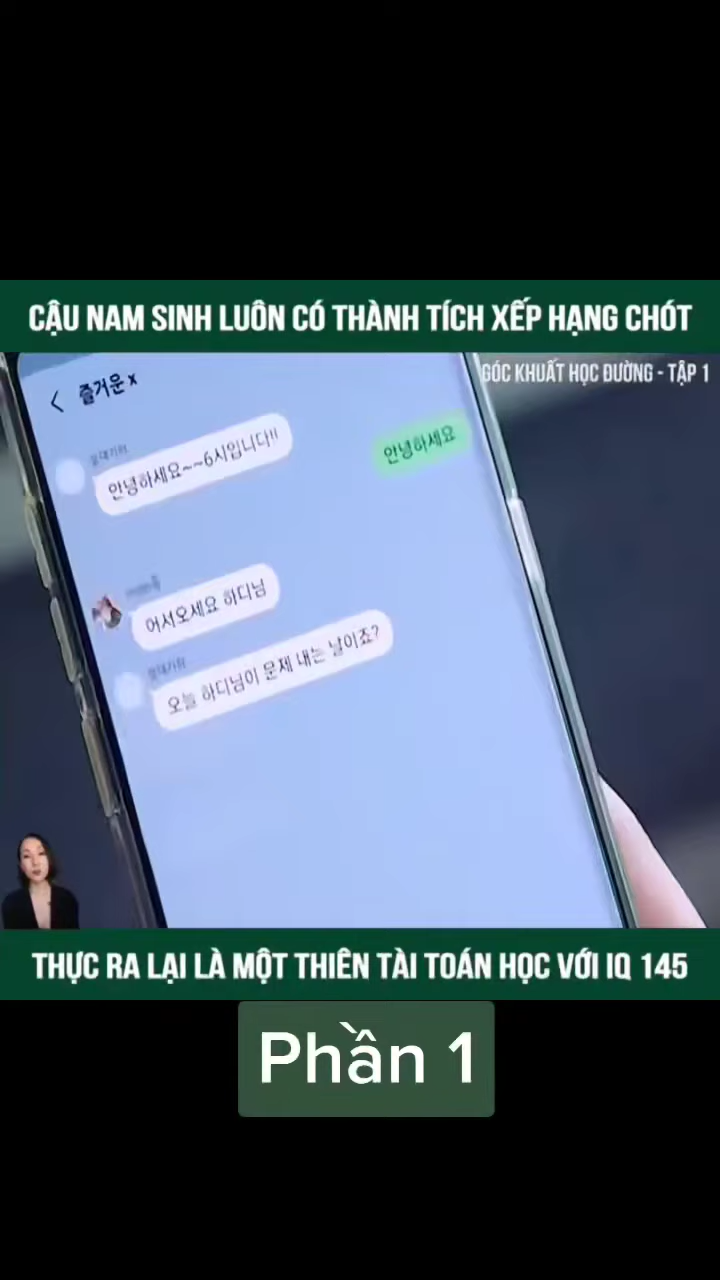 CẬU NAM SINH LUÔN CÓ THÀNH TÍCH XẾP HẠNG CHÓT
GÓC KHUẤT HỌC ĐƯỜNG - TẬP 1
< 즐거운 x
안녕하세요~~6시입니다!!
안녕하세요
어서오세요 하디님
오늘 하디님이 문제 내는 날이죠?
THỰC RA LẠI LÀ MỘT THIÊN TÀI TOÁN HỌC VỚI IQ 145
Phần 1